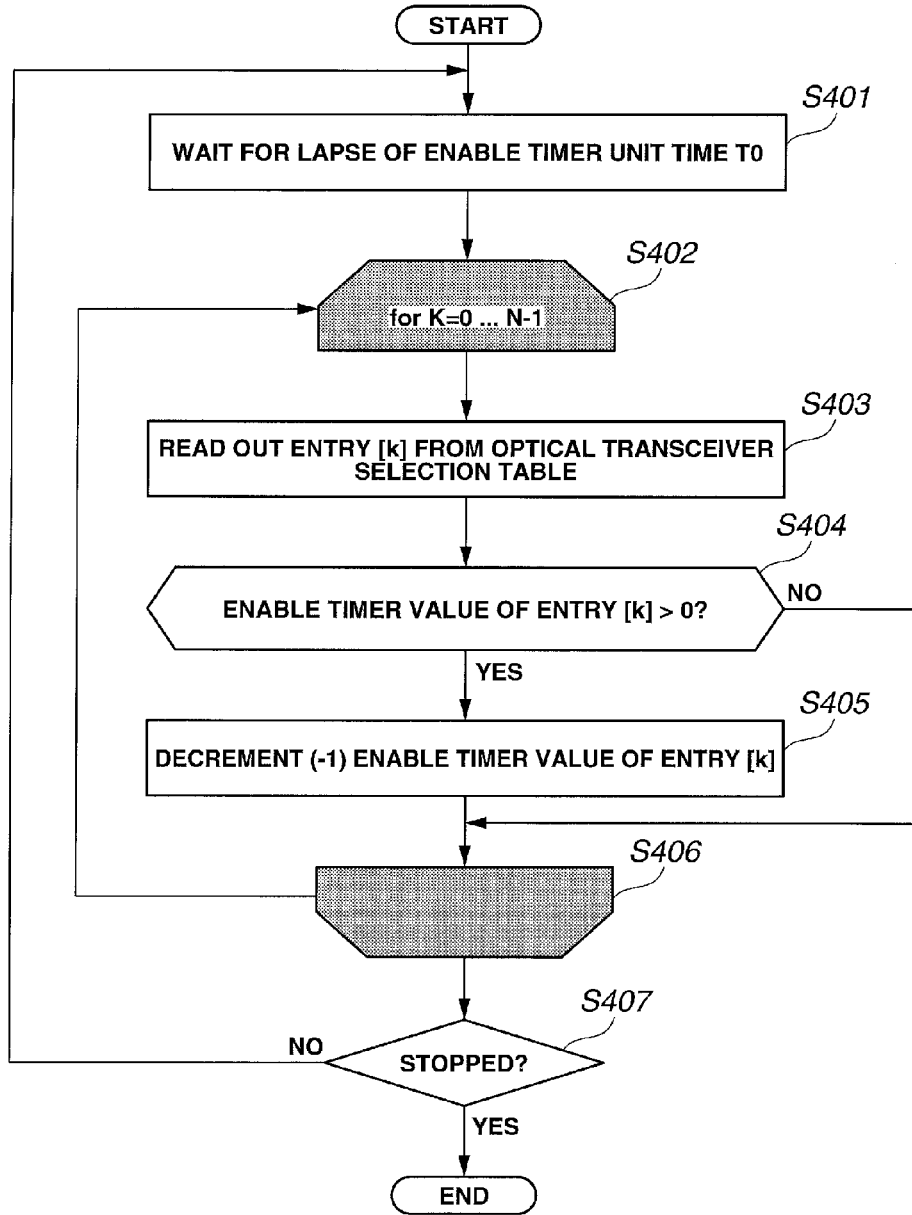 START
S401
WAIT FOR LAPSE OF ENABLE TIMER UNIT TIME T0
S402
for K=0 ... N-1
S403
READ OUT ENTRY [k] FROM OPTICAL TRANSCEIVER
SELECTION TABLE
S404
ENABLE TIMER VALUE OF ENTRY [k] > 0?
NO
YES
S405
DECREMENT (-1) ENABLE TIMER VALUE OF ENTRY [k]
S406
S407
STOPPED?
NO
YES
END